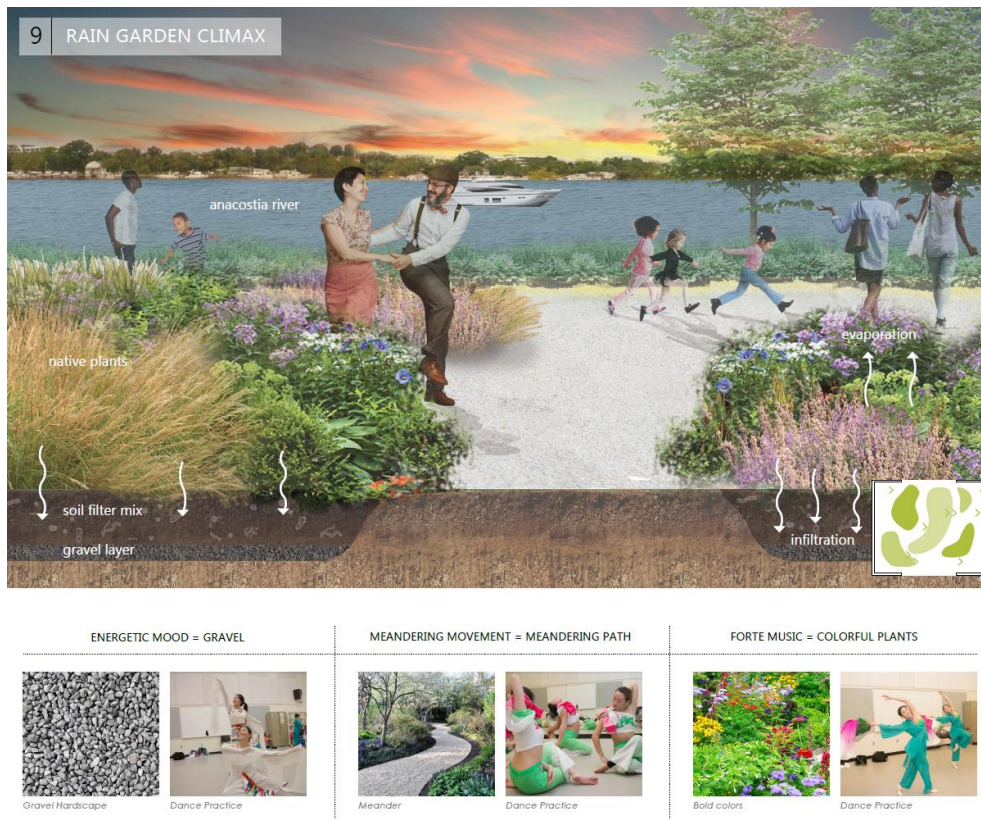 9 RAIN GARDEN CLIMAX
anacostia river
evaporation
native plants
soil filter mix
infiltration
gravel layer
ENERGETIC MOOD = GRAVEL
MEANDERING MOVEMENT = MEANDERING PATH
FORTE MUSIC = COLORFUL PLANTS
Gravel Hardscape
Dance Practice
Meander
Dance Practice
Bold colors
Dance Practice